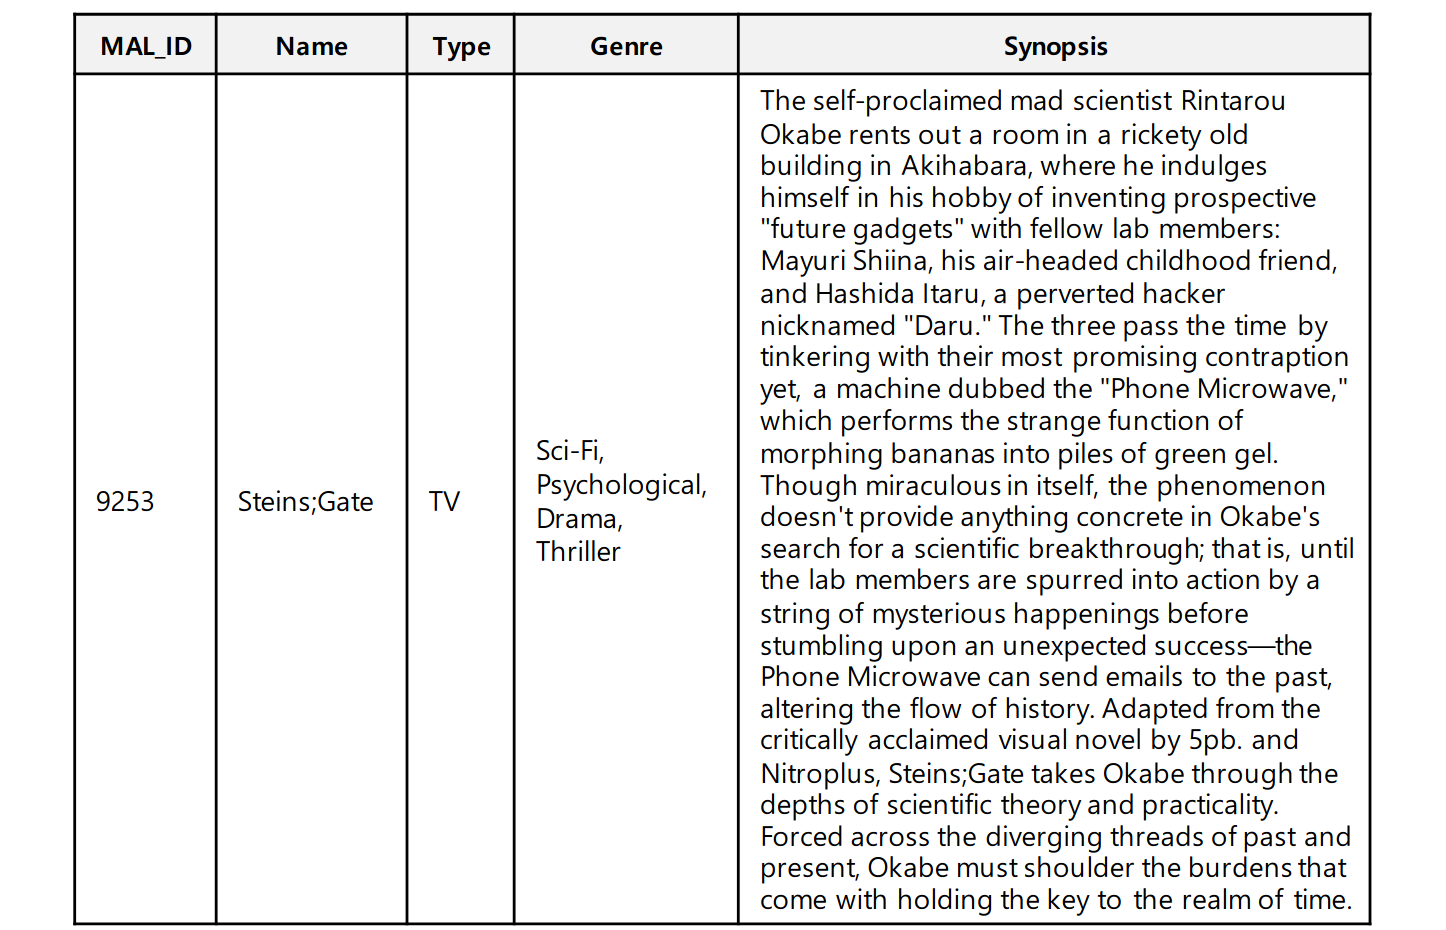 MAL_ID Name Type Genre Synopsis
9253
Steins;Gate
TV
Sci-Fi,
Psychological,
Drama,
Thriller
The self-proclaimed mad scientist Rintarou
Okabe rents out a room in a rickety old
building in Akihabara, where he indulges
himself in his hobby of inventing prospective
"future gadgets" with fellow lab members:
Mayuri Shiina, his air-headed childhood friend,
and Hashida Itaru, a perverted hacker
nicknamed "Daru." The three pass the time by
tinkering with their most promising contraption
yet, a machine dubbed the "Phone Microwave,"
which performs the strange function of
morphing bananas into piles of green gel.
Though miraculous in itself, the phenomenon
doesn't provide anything concrete in Okabe's
search for a scientific breakthrough; that is, until
the lab members are spurred into action by a
string of mysterious happenings before
stumbling upon an unexpected success—the
Phone Microwave can send emails to the past,
altering the flow of history. Adapted from the
critically acclaimed visual novel by 5pb. and
Nitroplus, Steins;Gate takes Okabe through the
depths of scientific theory and practicality.
Forced across the diverging threads of past and
present, Okabe must shoulder the burdens that
come with holding the key to the realm of time.